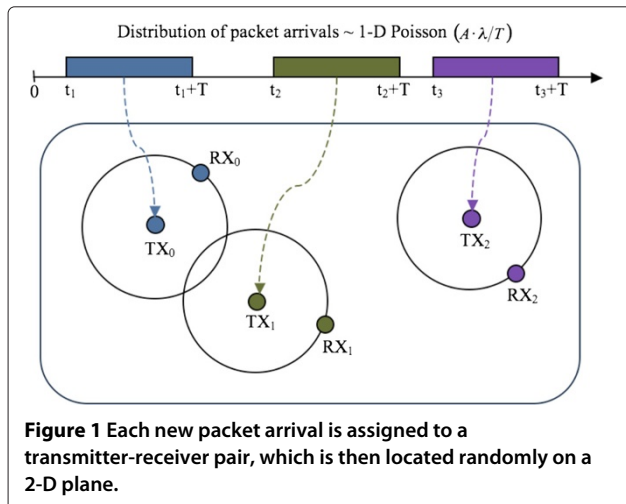 Distribution of packet arrivals ~ 1-D Poisson (A·λ/T)
0 t₁ t₁+T t₂ t₂+T t₃ t₃+T
RX₀
TX₀
TX₂
RX₂
TX₁
RX₁
Figure 1 Each new packet arrival is assigned to a
transmitter-receiver pair, which is then located randomly on a
2-D plane.